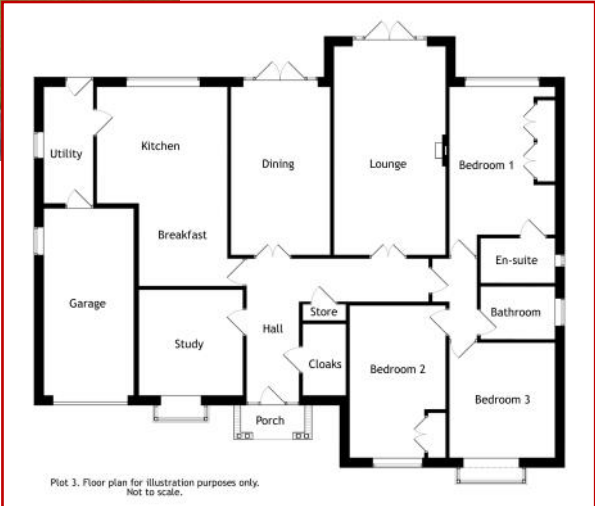 Utility
Kitchen
Dining
Lounge
Bedroom 1
Breakfast
En-suite
Garage
Store
Bathroom
Hall
Study
Cloaks
Bedroom 2
Bedroom 3
Porch
Plot 3. Floor plan for illustration purposes only.
Not to scale.